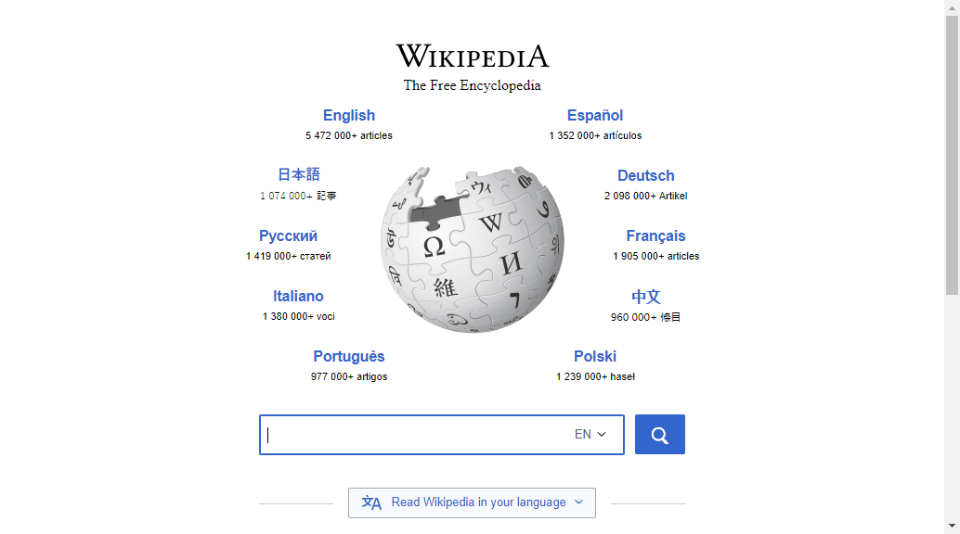 WIKIPEDIA
The Free Encyclopedia
English
5 472 000+ articles
Español
1 352 000+ artículos
日本語
1 074 000+ 記事
Deutsch
2 098 000+ Artikel
Русский
1 419 000+ статей
Français
1 905 000+ articles
Italiano
1 380 000+ voci
中文
960 000+ 條目
Português
977 000+ artigos
Polski
1 239 000+ haseł
ウィ
W
Ω
И
維
EN
Read Wikipedia in your language